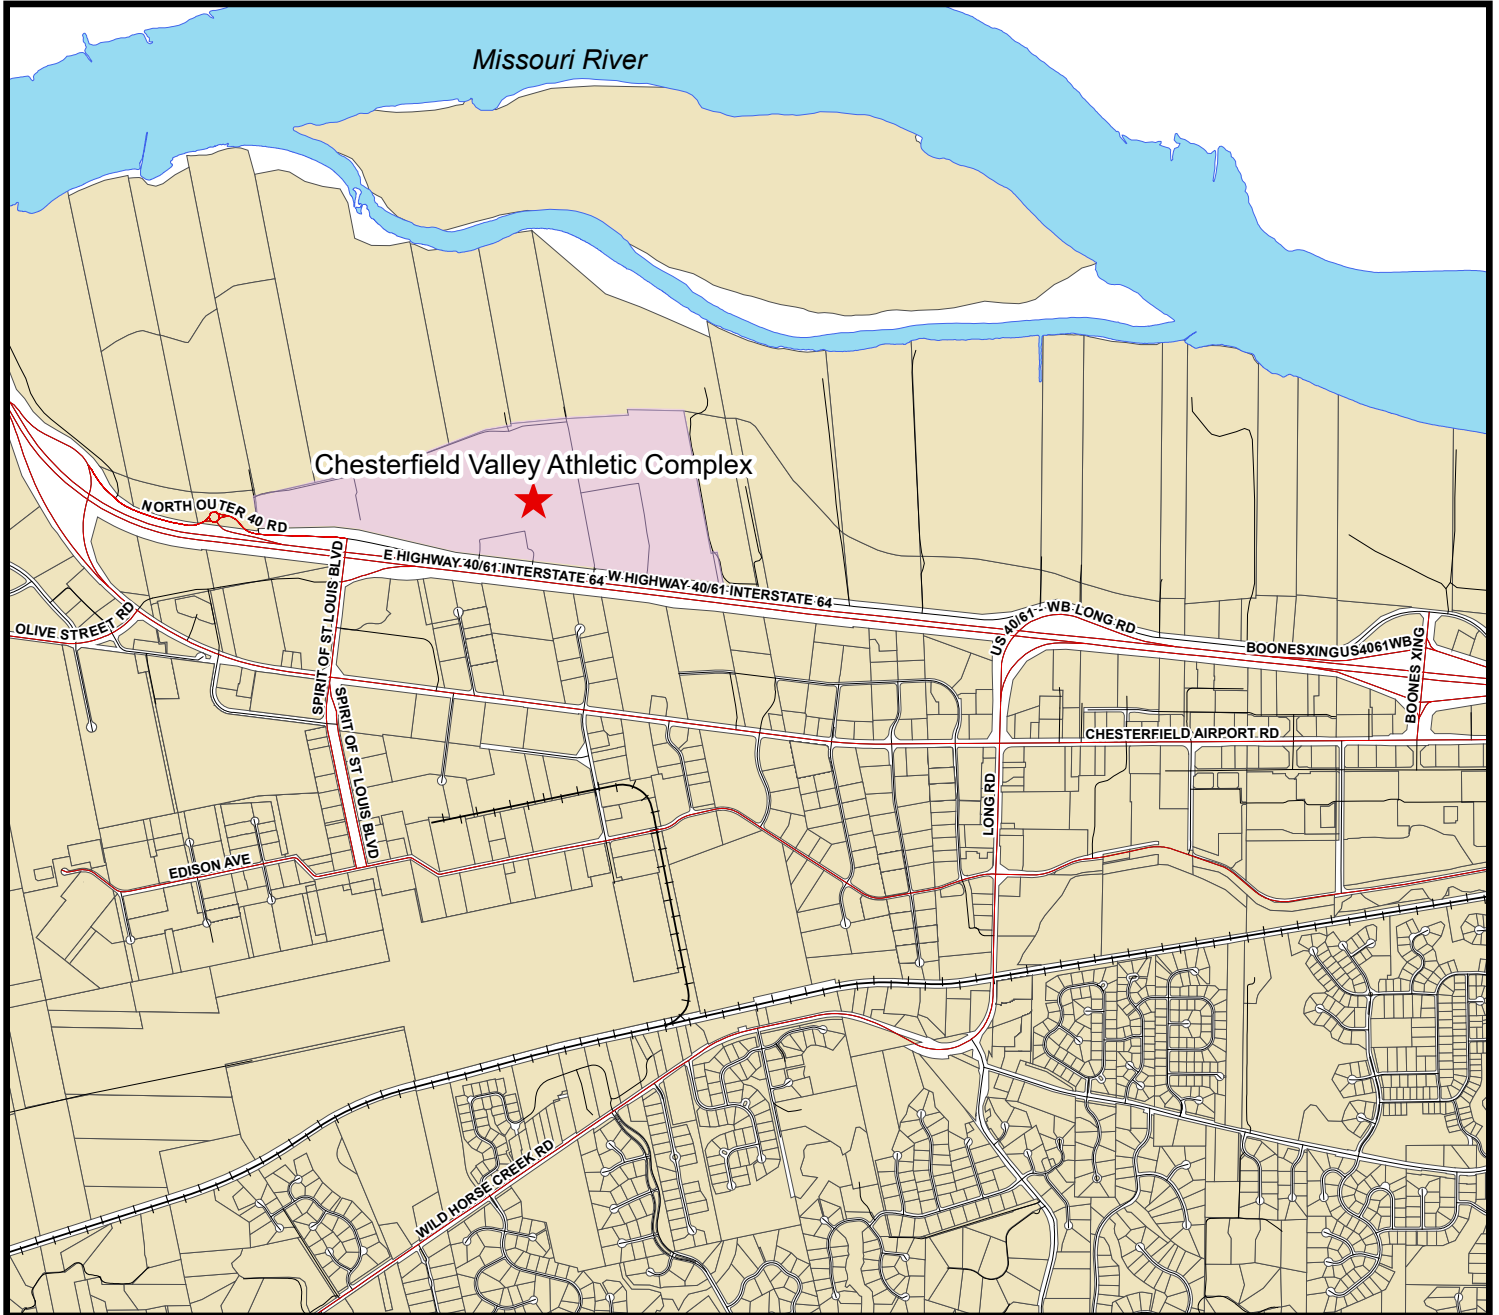 Missouri River
Chesterfield Valley Athletic Complex
NORTH OUTER 40 RD
E HIGHWAY 40/61 INTERSTATE 64
W HIGHWAY 40/61 INTERSTATE 64
SPIRIT OF ST LOUIS BLVD
OLIVE STREET RD
US 40/61 - WB LONG RD
BOONESXINGUS4061WB
BOONES XING
SPIRIT OF ST LOUIS BLVD
CHESTERFIELD AIRPORT RD
LONG RD
EDISON AVE
WILD HORSE CREEK RD